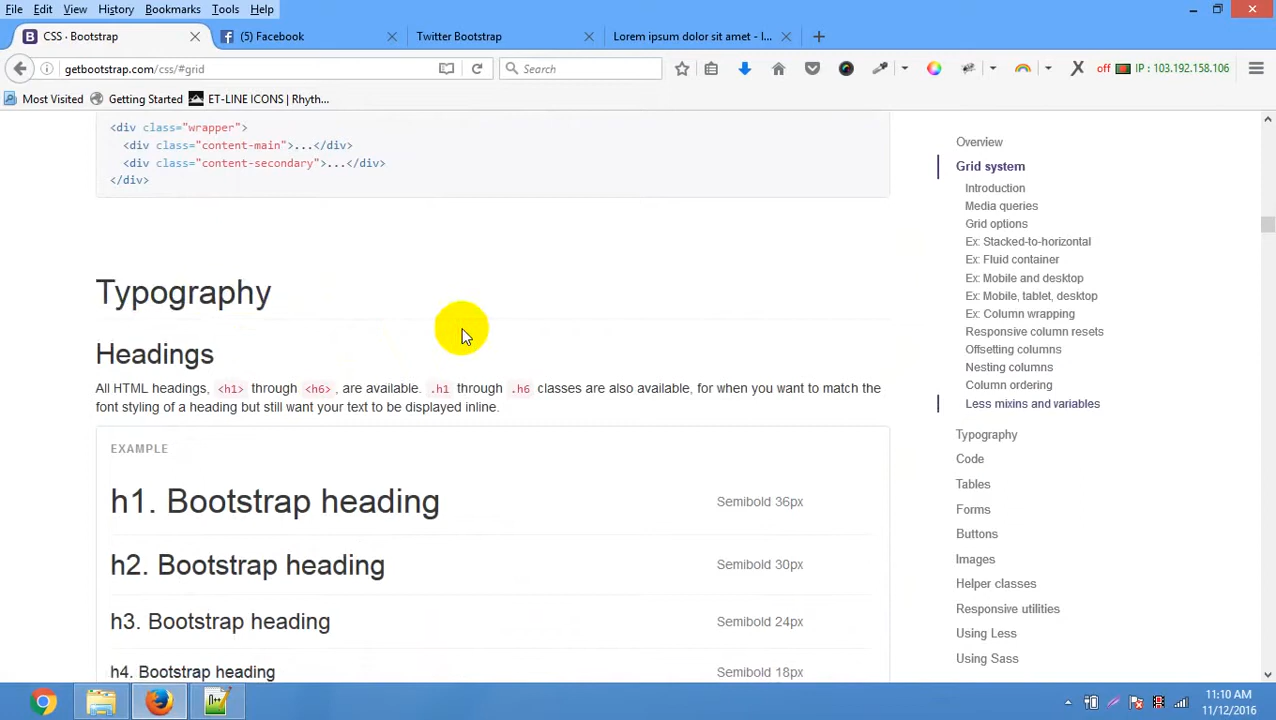 File Edit View History Bookmarks Tools Help
CSS · Bootstrap
(5) Facebook
Twitter Bootstrap
Lorem ipsum dolor sit amet - l...
getbootstrap.com/css/#grid
Search
off IP : 103.192.158.106
Most Visited Getting Started ET-LINE ICONS | Rhyth...
<div class="wrapper">
<div class="content-main">...</div>
<div class="content-secondary">...</div>
</div>
Typography
Headings
All HTML headings, <h1> through <h6>, are available. .h1 through .h6 classes are also available, for when you want to match the
font styling of a heading but still want your text to be displayed inline.
EXAMPLE
h1. Bootstrap heading Semibold 36px
h2. Bootstrap heading Semibold 30px
h3. Bootstrap heading Semibold 24px
h4. Bootstrap heading Semibold 18px
Overview
Grid system
Introduction
Media queries
Grid options
Ex: Stacked-to-horizontal
Ex: Fluid container
Ex: Mobile and desktop
Ex: Mobile, tablet, desktop
Ex: Column wrapping
Responsive column resets
Offsetting columns
Nesting columns
Column ordering
Less mixins and variables
Typography
Code
Tables
Forms
Buttons
Images
Helper classes
Responsive utilities
Using Less
Using Sass
11:10 AM
11/12/2016